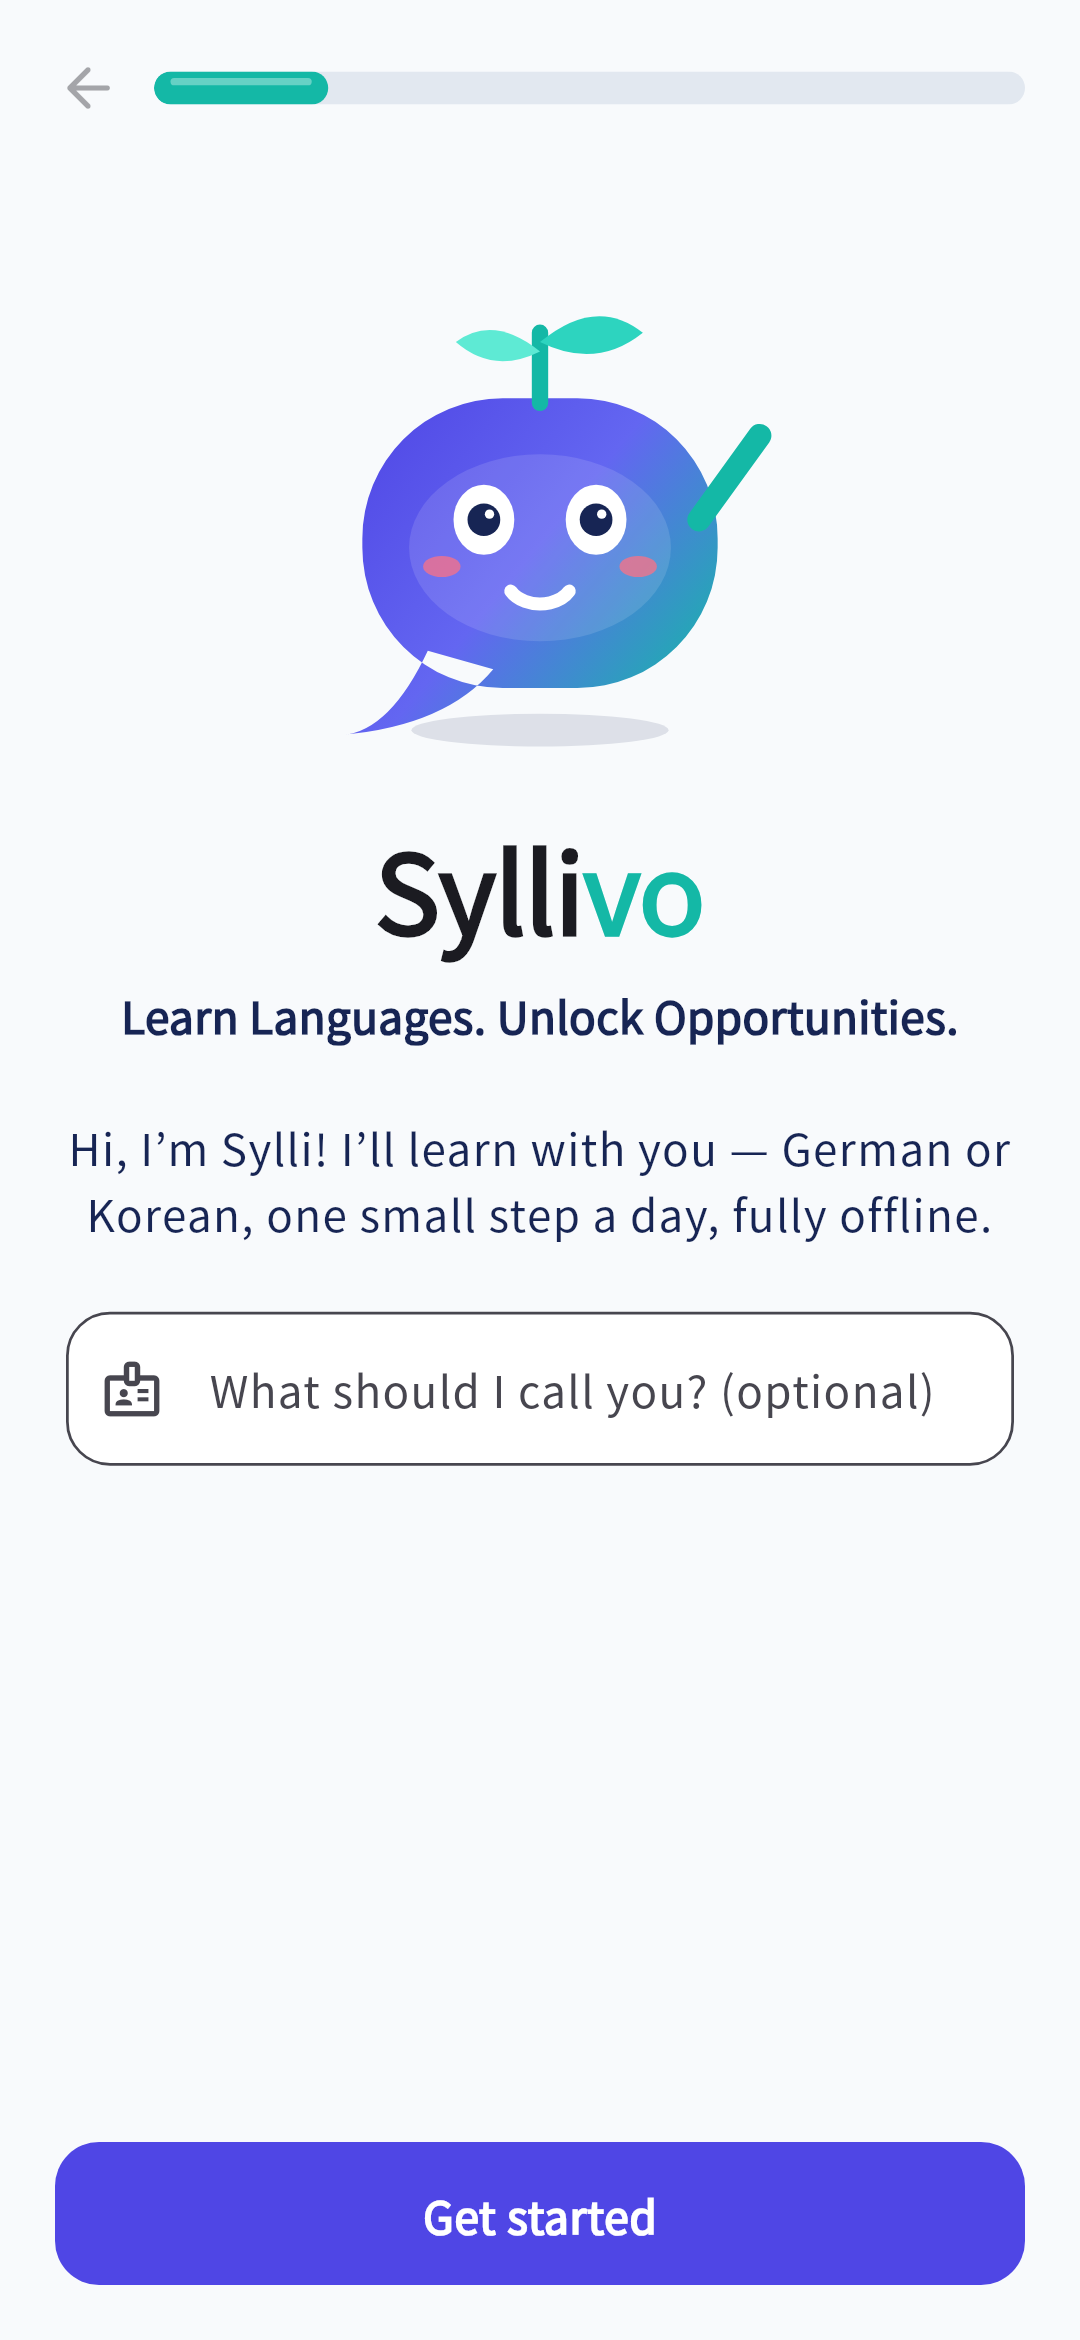 Syllivo
Learn Languages. Unlock Opportunities.
Hi, I’m Sylli! I’ll learn with you — German or
Korean, one small step a day, fully offline.
What should I call you? (optional)
Get started